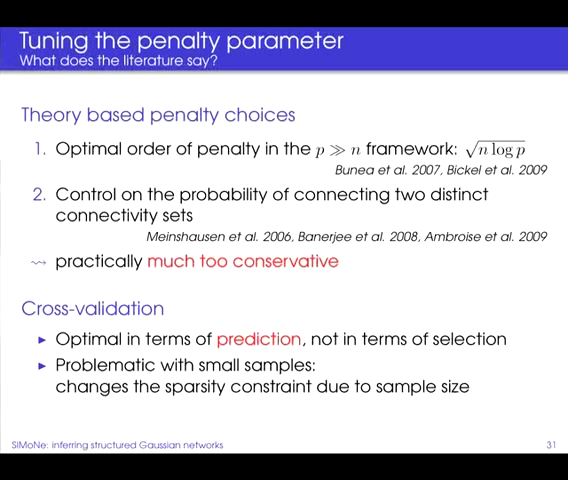 Tuning the penalty parameter
What does the literature say?
Theory based penalty choices
1. Optimal order of penalty in the p ≫ n framework: √n log p
Bunea et al. 2007, Bickel et al. 2009
2. Control on the probability of connecting two distinct
connectivity sets
Meinshausen et al. 2006, Banerjee et al. 2008, Ambroise et al. 2009
⇝ practically much too conservative
Cross-validation
▶ Optimal in terms of prediction, not in terms of selection
▶ Problematic with small samples:
changes the sparsity constraint due to sample size
SIMoNe: inferring structured Gaussian networks
31